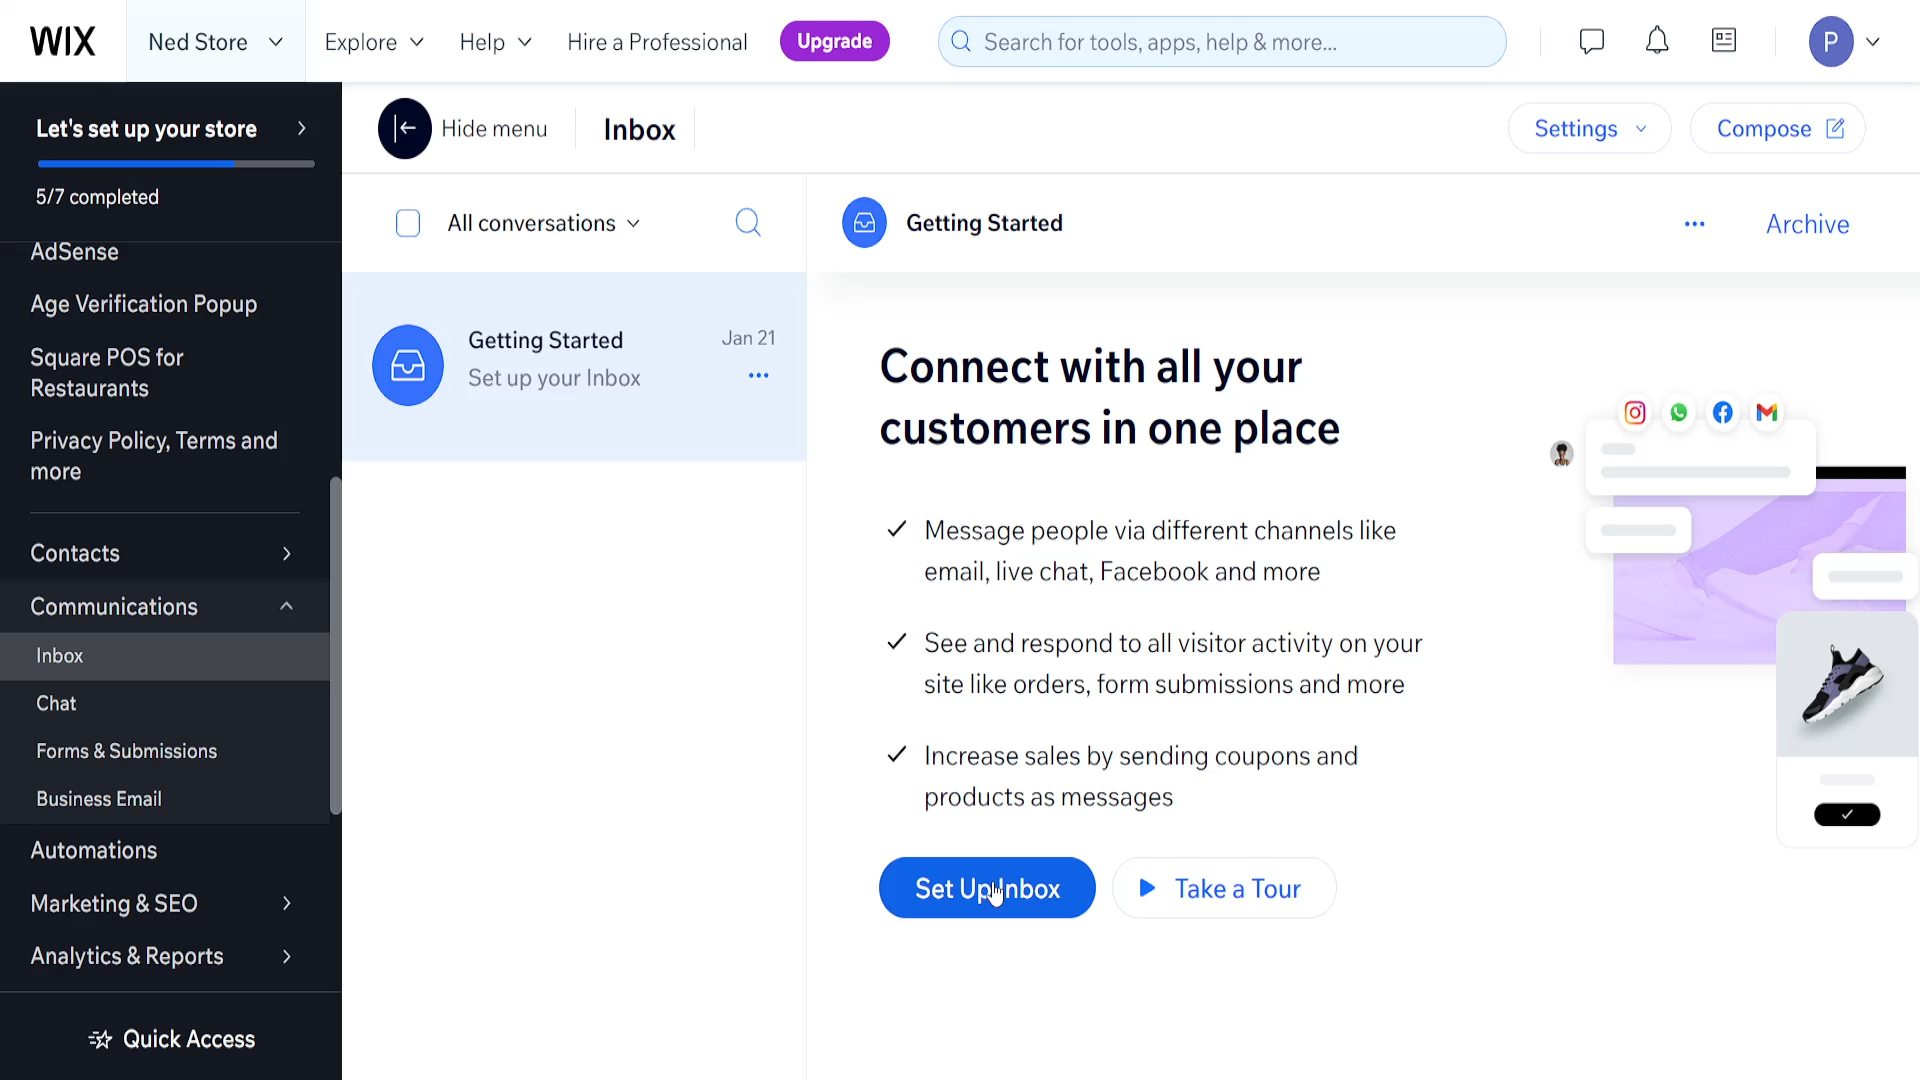 WIX
Ned Store
Explore
Help
Hire a Professional
Upgrade
Search for tools, apps, help & more...
P
Let's set up your store
5/7 completed
AdSense
Age Verification Popup
Square POS for
Restaurants
Privacy Policy, Terms and
more
Contacts
Communications
Inbox
Chat
Forms & Submissions
Business Email
Automations
Marketing & SEO
Analytics & Reports
Quick Access
Hide menu
Inbox
Settings
Compose
All conversations
Getting Started
Jan 21
Set up your Inbox
Getting Started
Archive
Connect with all your
customers in one place
Message people via different channels like
email, live chat, Facebook and more
See and respond to all visitor activity on your
site like orders, form submissions and more
Increase sales by sending coupons and
products as messages
Set Up Inbox
Take a Tour